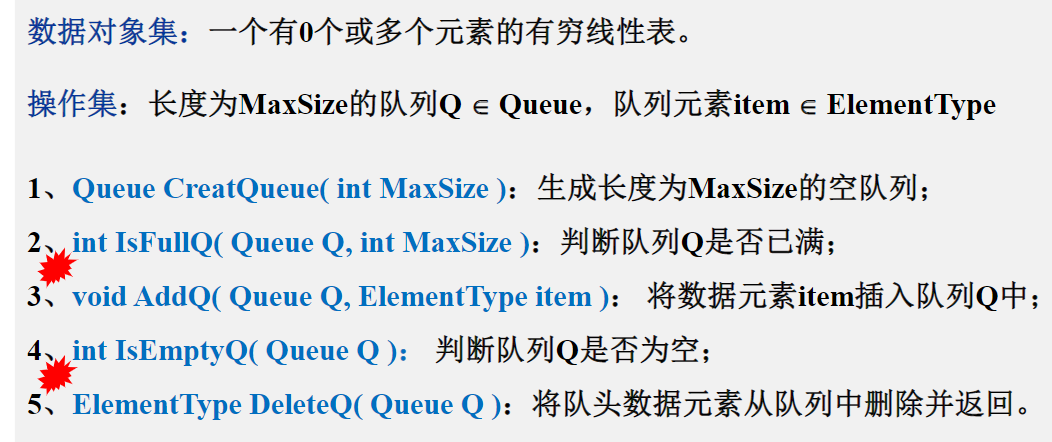 数据对象集：一个有0个或多个元素的有穷线性表。
操作集：长度为MaxSize的队列Q ∈ Queue，队列元素item ∈ ElementType
1、Queue CreatQueue( int MaxSize )：生成长度为MaxSize的空队列；
2、int IsFullQ( Queue Q, int MaxSize )：判断队列Q是否已满；
3、void AddQ( Queue Q, ElementType item )： 将数据元素item插入队列Q中；
4、int IsEmptyQ( Queue Q )： 判断队列Q是否为空；
5、ElementType DeleteQ( Queue Q )：将队头数据元素从队列中删除并返回。